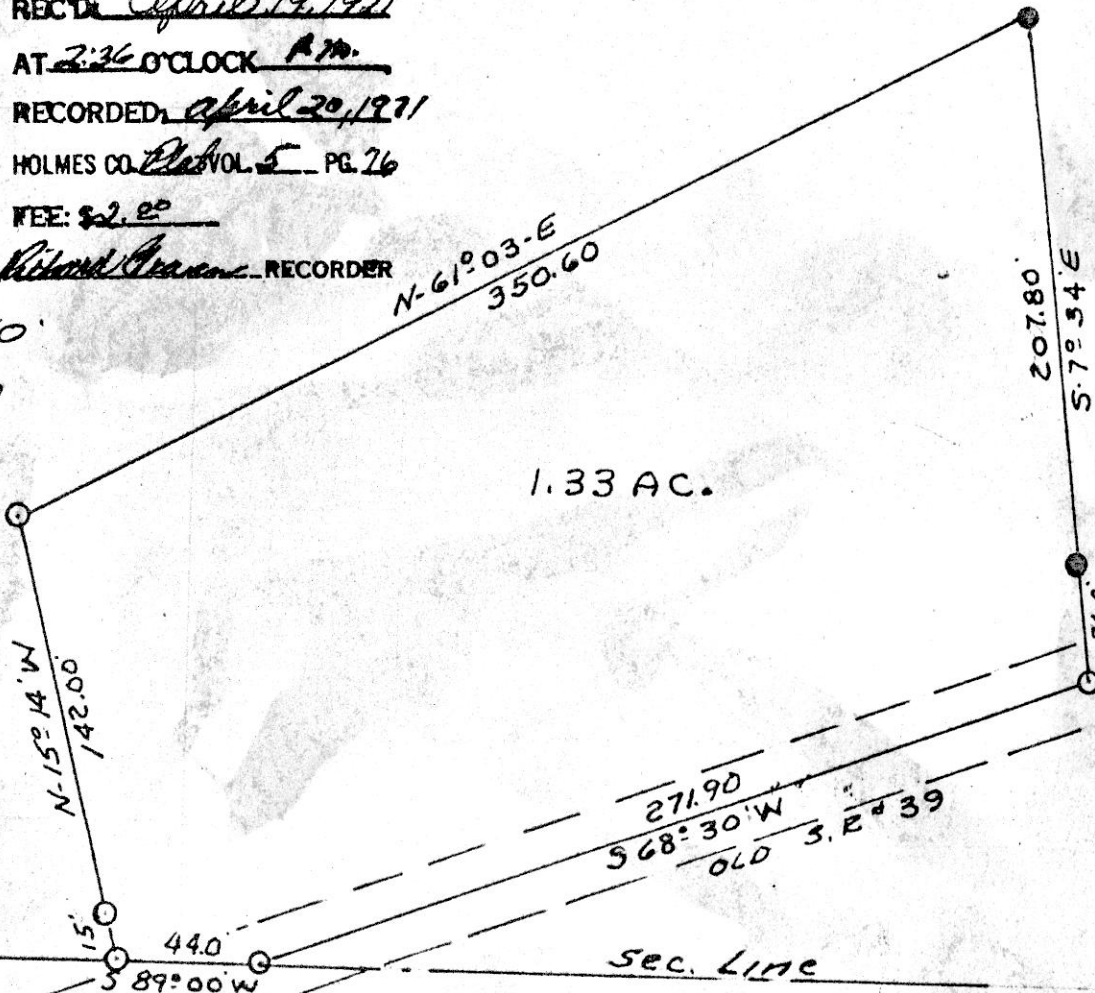 REC'D. April 19, 1971
AT 2:36 O'CLOCK P.M.
RECORDED: April 20, 1971
HOLMES CO. Plat VOL. 5 PG. 76
FEE: $2.00
Richard RECORDER
N-61°03-E
350.60
207.80'
S-7°34'E
1.33 AC.
N-15°14'W
142.00'
271.90
S 68°30'W
OLD S.R# 39
15'
44.0
S 89°00'W
Sec. Line